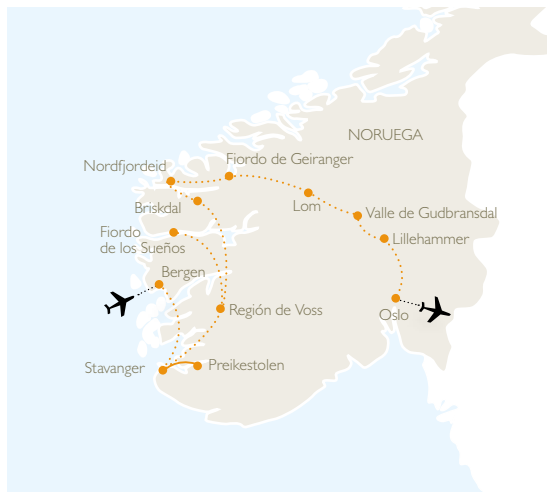 NORUEGA
Fiordo de Geiranger
Nordfjordeid
Lom
Briskdal
Valle de Gudbransdal
Fiordo
de los Sueños
Lillehammer
Bergen
Región de Voss
Oslo
Stavanger
Preikestolen